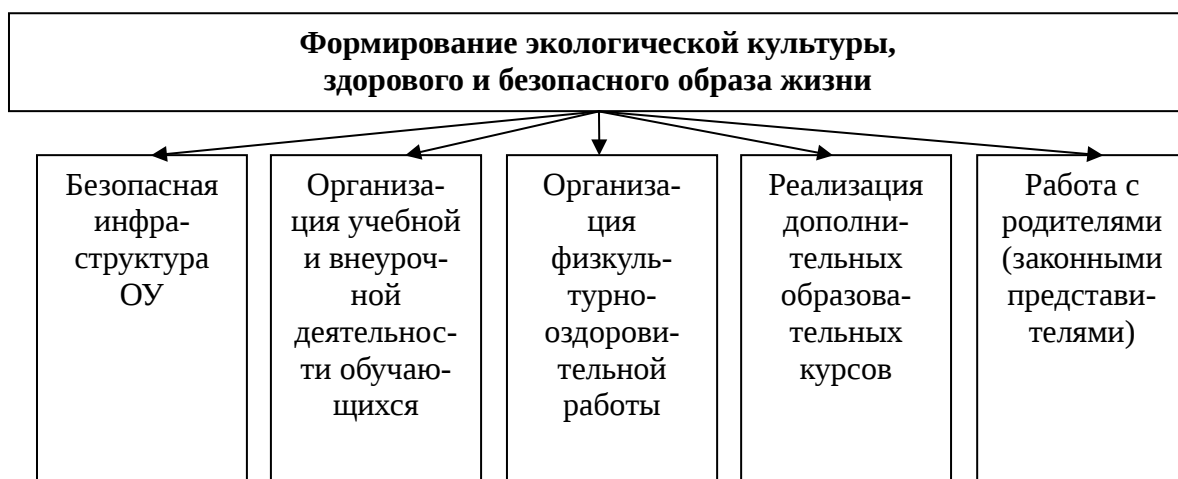 Формирование экологической культуры,
здорового и безопасного образа жизни
Безопасная
инфра-
структура
ОУ
Организа-
ция учебной
и внеуроч-
ной
деятельнос-
ти обучаю-
щихся
Организа-
ция
физкуль-
турно-
оздорови-
тельной
работы
Реализация
дополни-
тельных
образова-
тельных
курсов
Работа с
родителями
(законными
представи-
телями)